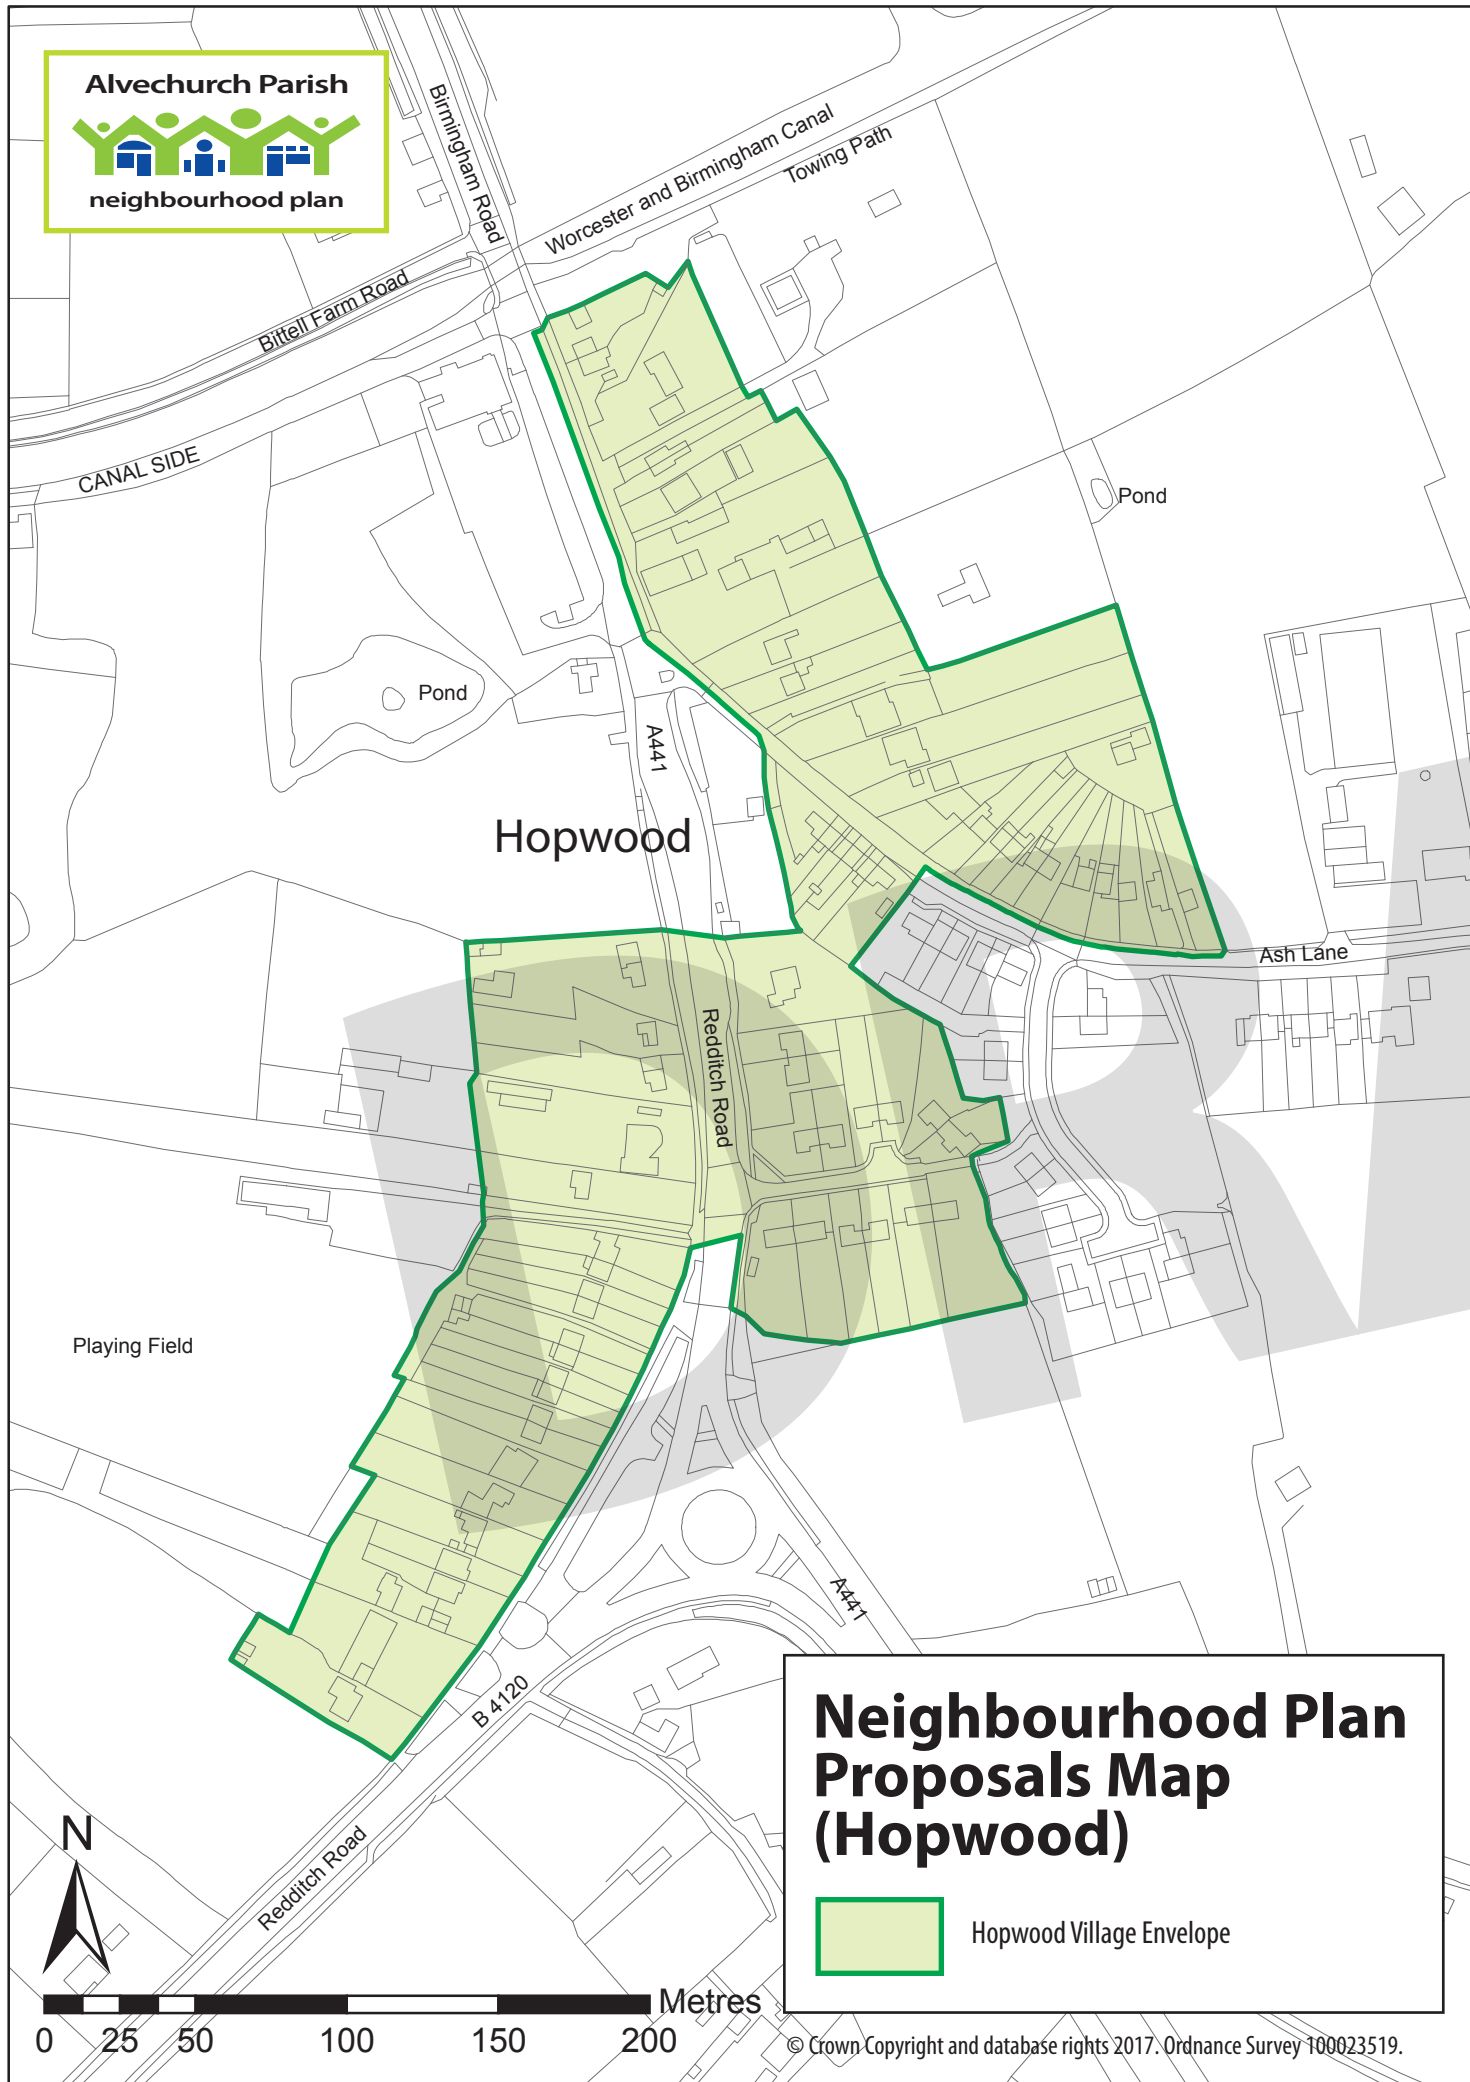 Alvechurch Parish
neighbourhood plan
Birmingham Road
Worcester and Birmingham Canal
Towing Path
Bittell Farm Road
CANAL SIDE
Pond
Pond
A441
Hopwood
Ash Lane
Redditch Road
Playing Field
A441
B 4120
Redditch Road
Neighbourhood Plan
Proposals Map
(Hopwood)
Hopwood Village Envelope
N
Metres
0 25 50 100 150 200
© Crown Copyright and database rights 2017. Ordnance Survey 100023519.